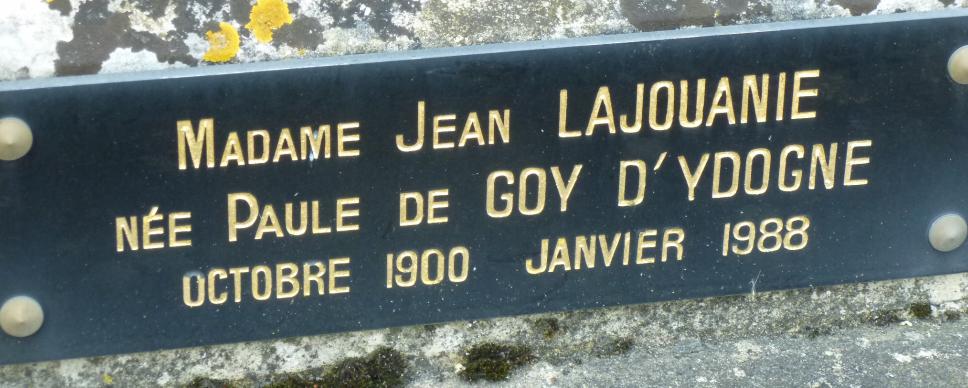 MADAME JEAN LAJOUANIE
NÉE PAULE DE GOY D'YDOGNE
OCTOBRE 1900 JANVIER 1988